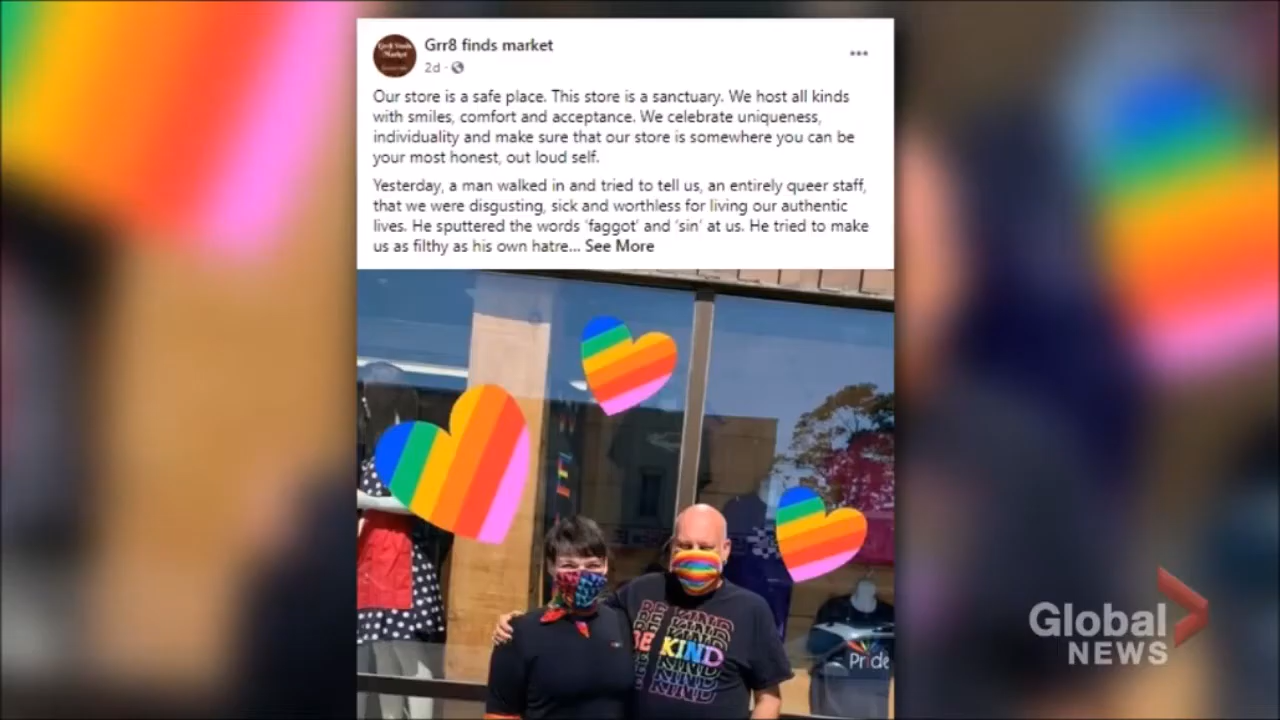 Grr8 finds market
2d ·
Our store is a safe place. This store is a sanctuary. We host all kinds
with smiles, comfort and acceptance. We celebrate uniqueness,
individuality and make sure that our store is somewhere you can be
your most honest, out loud self.
Yesterday, a man walked in and tried to tell us, an entirely queer staff,
that we were disgusting, sick and worthless for living our authentic
lives. He sputtered the words ‘faggot’ and ‘sin’ at us. He tried to make
us as filthy as his own hatre... See More
BE KIND
BE KIND
BE KIND
BE KIND
BE KIND
Pride
Global
NEWS